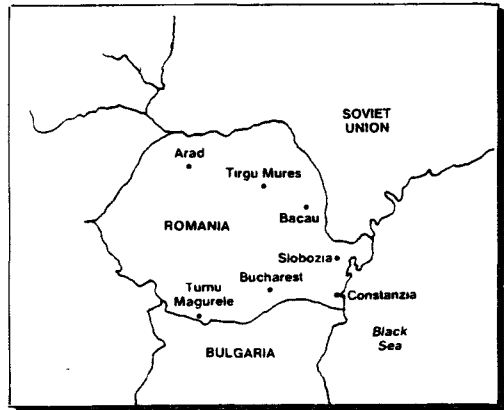 SOVIET
UNION
Arad
Tirgu Mures
Bacau
ROMANIA
Slobozia
Bucharest
Turnu
Magurele
Constanzia
Black
Sea
BULGARIA